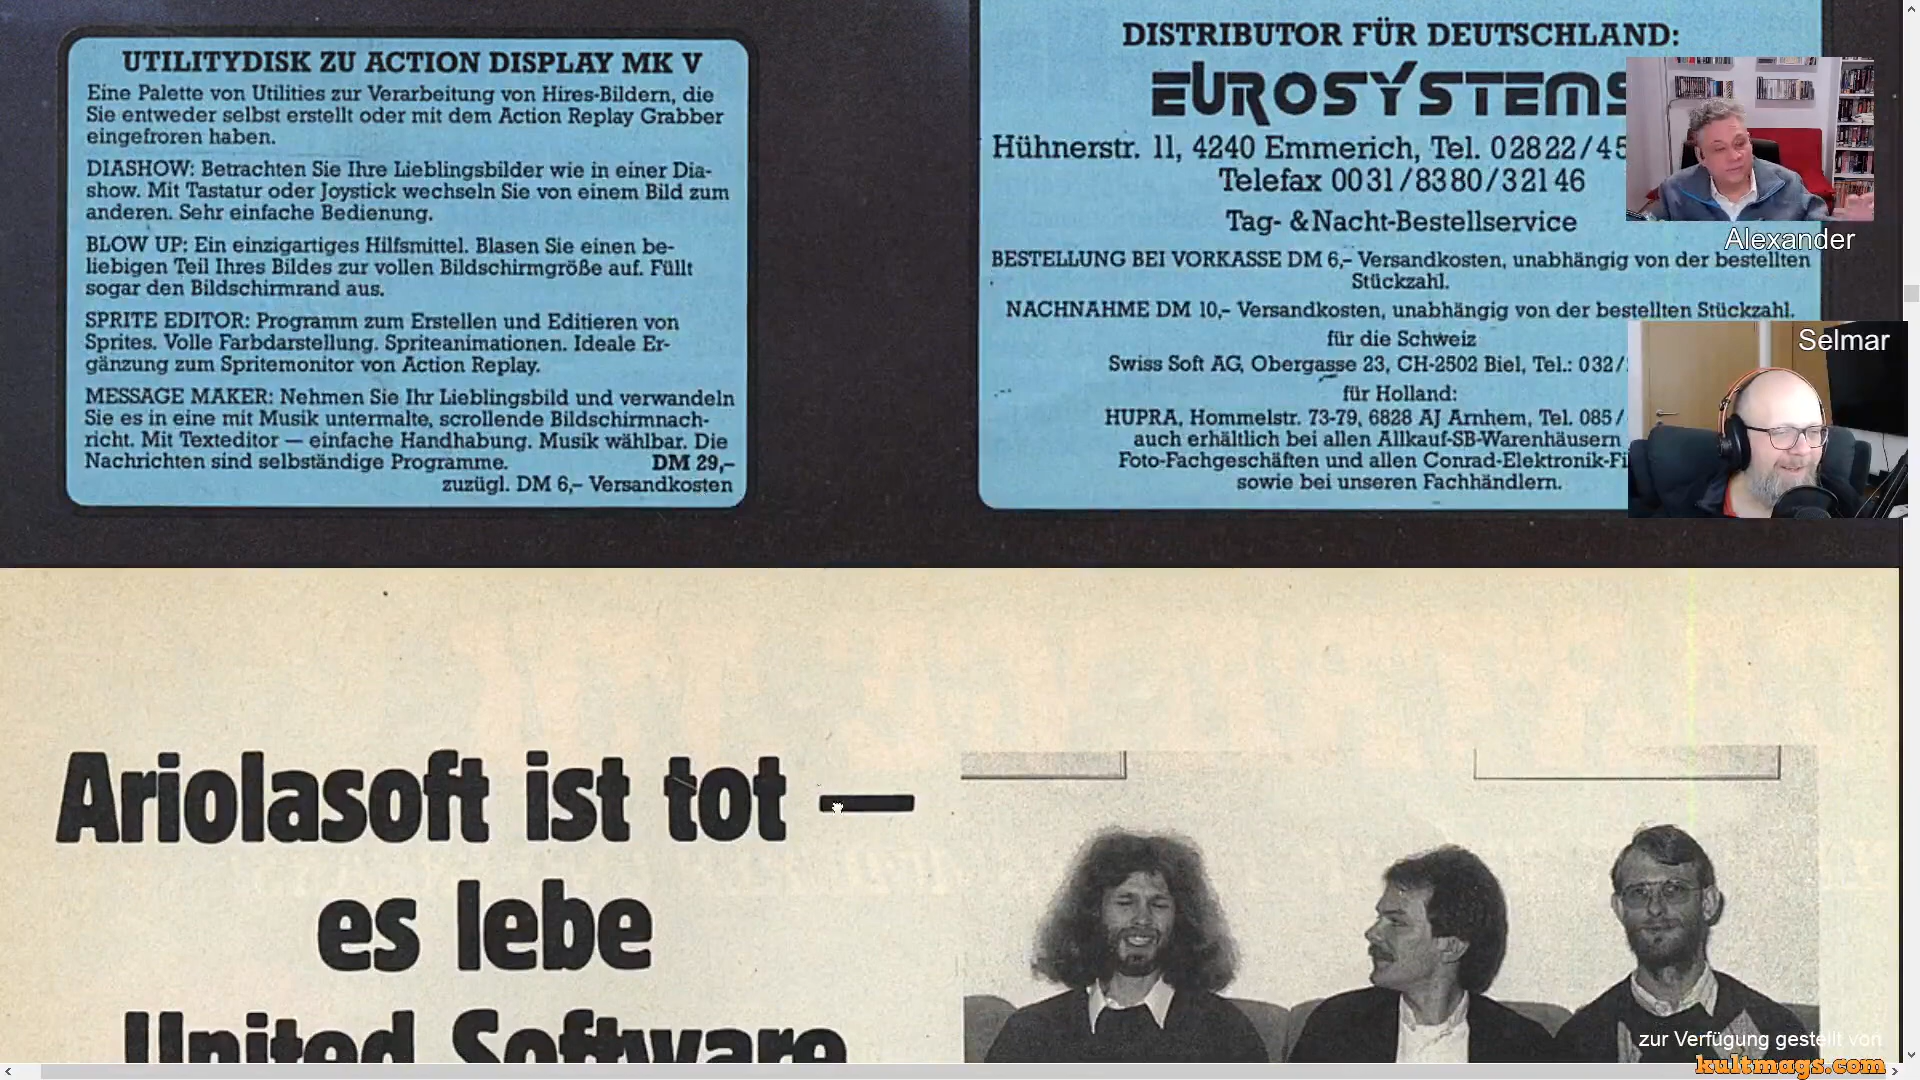 UTILITYDISK ZU ACTION DISPLAY MK V
Eine Palette von Utilities zur Verarbeitung von Hires-Bildern, die
Sie entweder selbst erstellt oder mit dem Action Replay Grabber
eingefroren haben.
DIASHOW: Betrachten Sie Ihre Lieblingsbilder wie in einer Dia-
show. Mit Tastatur oder Joystick wechseln Sie von einem Bild zum
anderen. Sehr einfache Bedienung.
BLOW UP: Ein einzigartiges Hilfsmittel. Blasen Sie einen be-
liebigen Teil Ihres Bildes zur vollen Bildschirmgröße auf. Füllt
sogar den Bildschirmrand aus.
SPRITE EDITOR: Programm zum Erstellen und Editieren von
Sprites. Volle Farbdarstellung. Spriteanimationen. Ideale Er-
gänzung zum Spritemonitor von Action Replay.
MESSAGE MAKER: Nehmen Sie Ihr Lieblingsbild und verwandeln
Sie es in eine mit Musik untermalte, scrollende Bildschirmnach-
richt. Mit Texteditor — einfache Handhabung. Musik wählbar. Die
Nachrichten sind selbständige Programme. DM 29,–
zuzügl. DM 6,– Versandkosten
DISTRIBUTOR FÜR DEUTSCHLAND:
EUROSYSTEMS
Hühnerstr. 11, 4240 Emmerich, Tel. 02822/45
Telefax 0031/8380/32146
Tag- & Nacht-Bestellservice
BESTELLUNG BEI VORKASSE DM 6,– Versandkosten, unabhängig von der bestellten
Stückzahl.
NACHNAHME DM 10,– Versandkosten, unabhängig von der bestellten Stückzahl.
für die Schweiz
Swiss Soft AG, Obergasse 23, CH-2502 Biel, Tel.: 032/
für Holland:
HUPRA, Hommelstr. 73-79, 6828 AJ Arnhem, Tel. 085/
auch erhältlich bei allen Allkauf-SB-Warenhäusern
Foto-Fachgeschäften und allen Conrad-Elektronik-Fi
sowie bei unseren Fachhändlern.
Alexander
Selmar
Ariolasoft ist tot —
es lebe
United Software
zur Verfügung gestellt von
kultmags.com